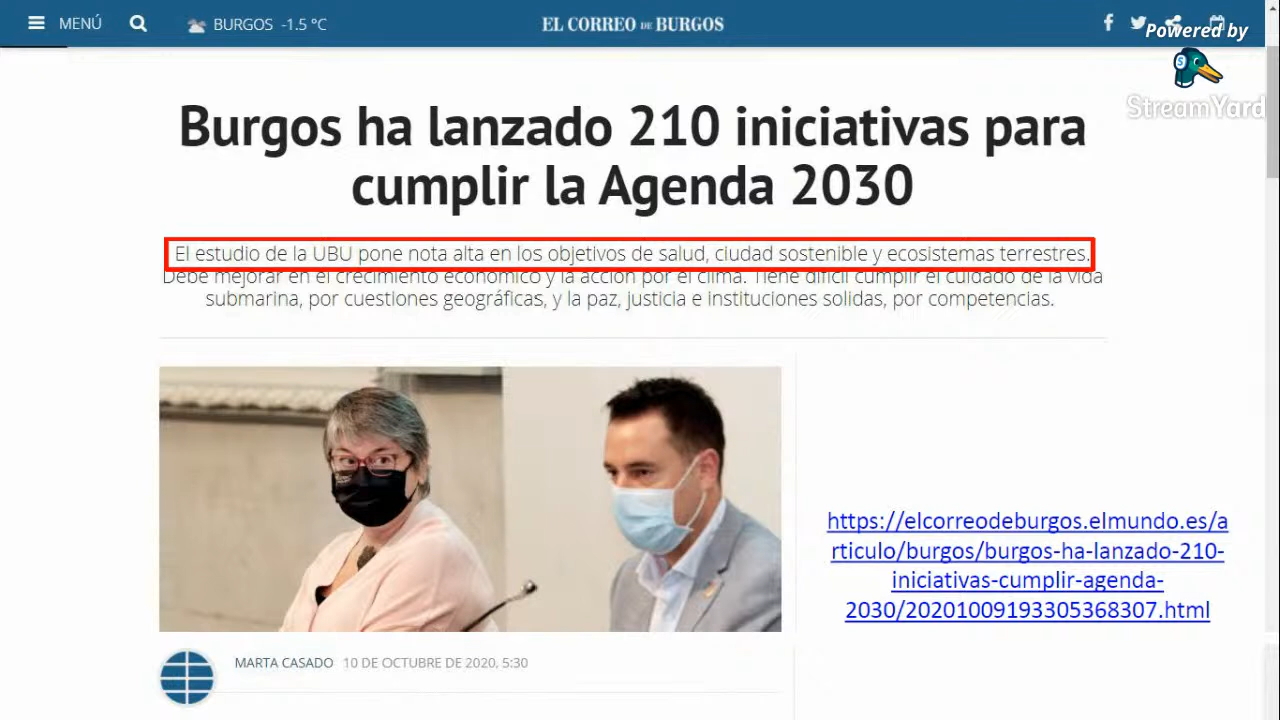 MENÚ
BURGOS -1.5 °C
EL CORREO DE BURGOS
Powered by
StreamYard
Burgos ha lanzado 210 iniciativas para
cumplir la Agenda 2030
El estudio de la UBU pone nota alta en los objetivos de salud, ciudad sostenible y ecosistemas terrestres.
Debe mejorar en el crecimiento económico y la acción por el clima. Tiene difícil cumplir el cuidado de la vida
submarina, por cuestiones geográficas, y la paz, justicia e instituciones solidas, por competencias.
https://elcorreodeburgos.elmundo.es/a
rticulo/burgos/burgos-ha-lanzado-210-
iniciativas-cumplir-agenda-
2030/20201009193305368307.html
MARTA CASADO 10 DE OCTUBRE DE 2020, 5:30